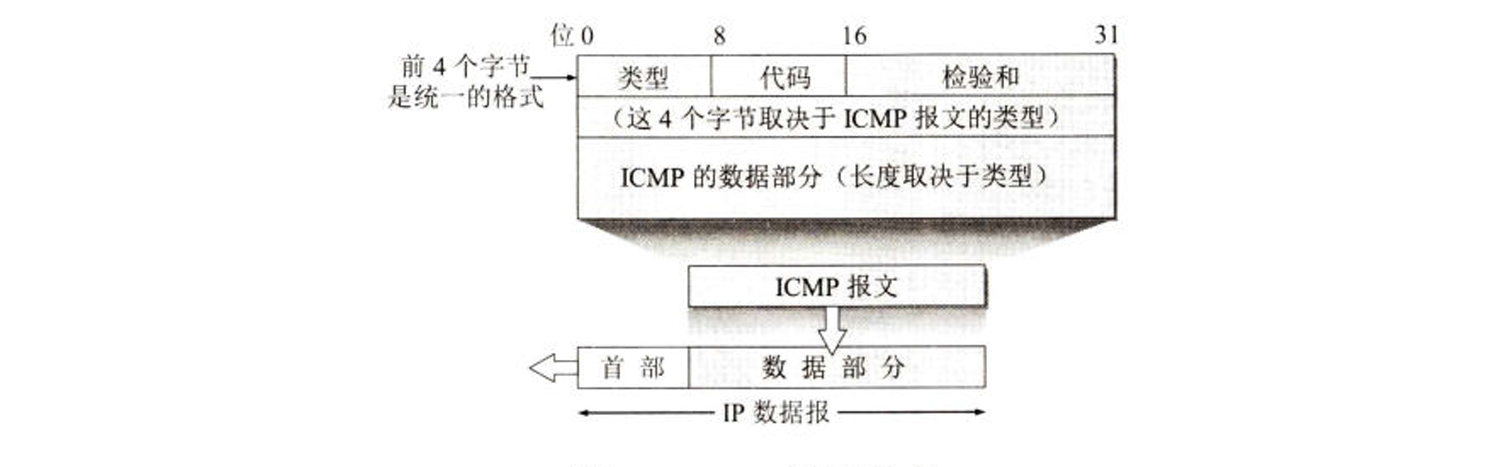 位 0 8 16 31
前 4 个字节
是统一的格式
类型 代码 检验和
（这 4 个字节取决于 ICMP 报文的类型）
ICMP 的数据部分（长度取决于类型）
ICMP 报文
首 部 数 据 部 分
IP 数据报